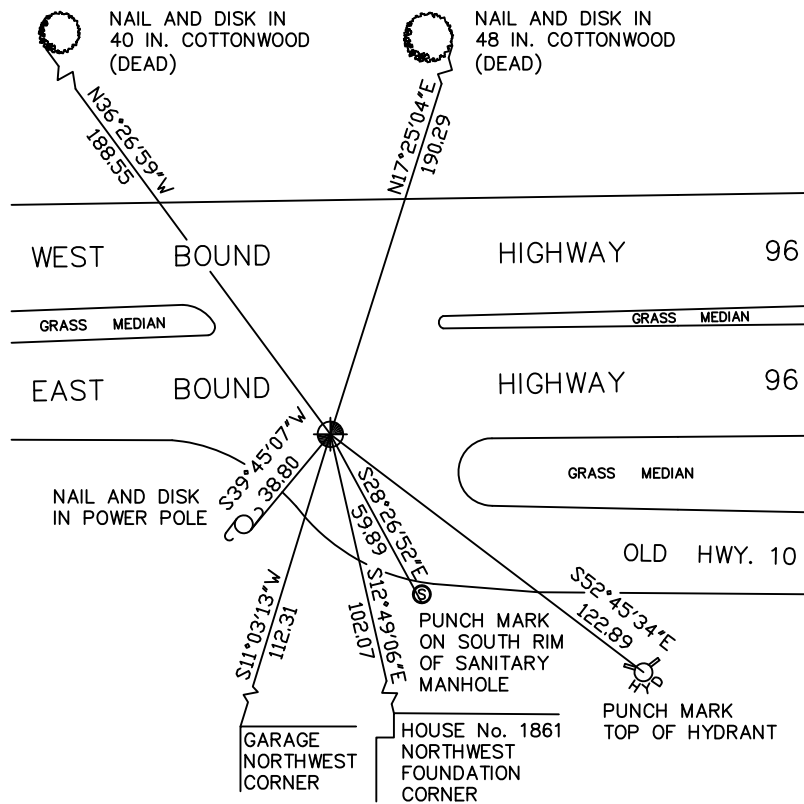 NAIL AND DISK IN
40 IN. COTTONWOOD
(DEAD)
NAIL AND DISK IN
48 IN. COTTONWOOD
(DEAD)
N36°26'59"W
188.55
N17°25'04"E
190.29
WEST BOUND HIGHWAY 96
GRASS MEDIAN
GRASS MEDIAN
EAST BOUND HIGHWAY 96
S39°45'07"W
38.80
NAIL AND DISK
IN POWER POLE
GRASS MEDIAN
S28°26'52"E
59.89
OLD HWY. 10
S52°45'34"E
122.89
S11°03'13"W
112.31
S12°49'06"E
102.07
S
PUNCH MARK
ON SOUTH RIM
OF SANITARY
MANHOLE
HYD
PUNCH MARK
TOP OF HYDRANT
GARAGE
NORTHWEST
CORNER
HOUSE No. 1861
NORTHWEST
FOUNDATION
CORNER